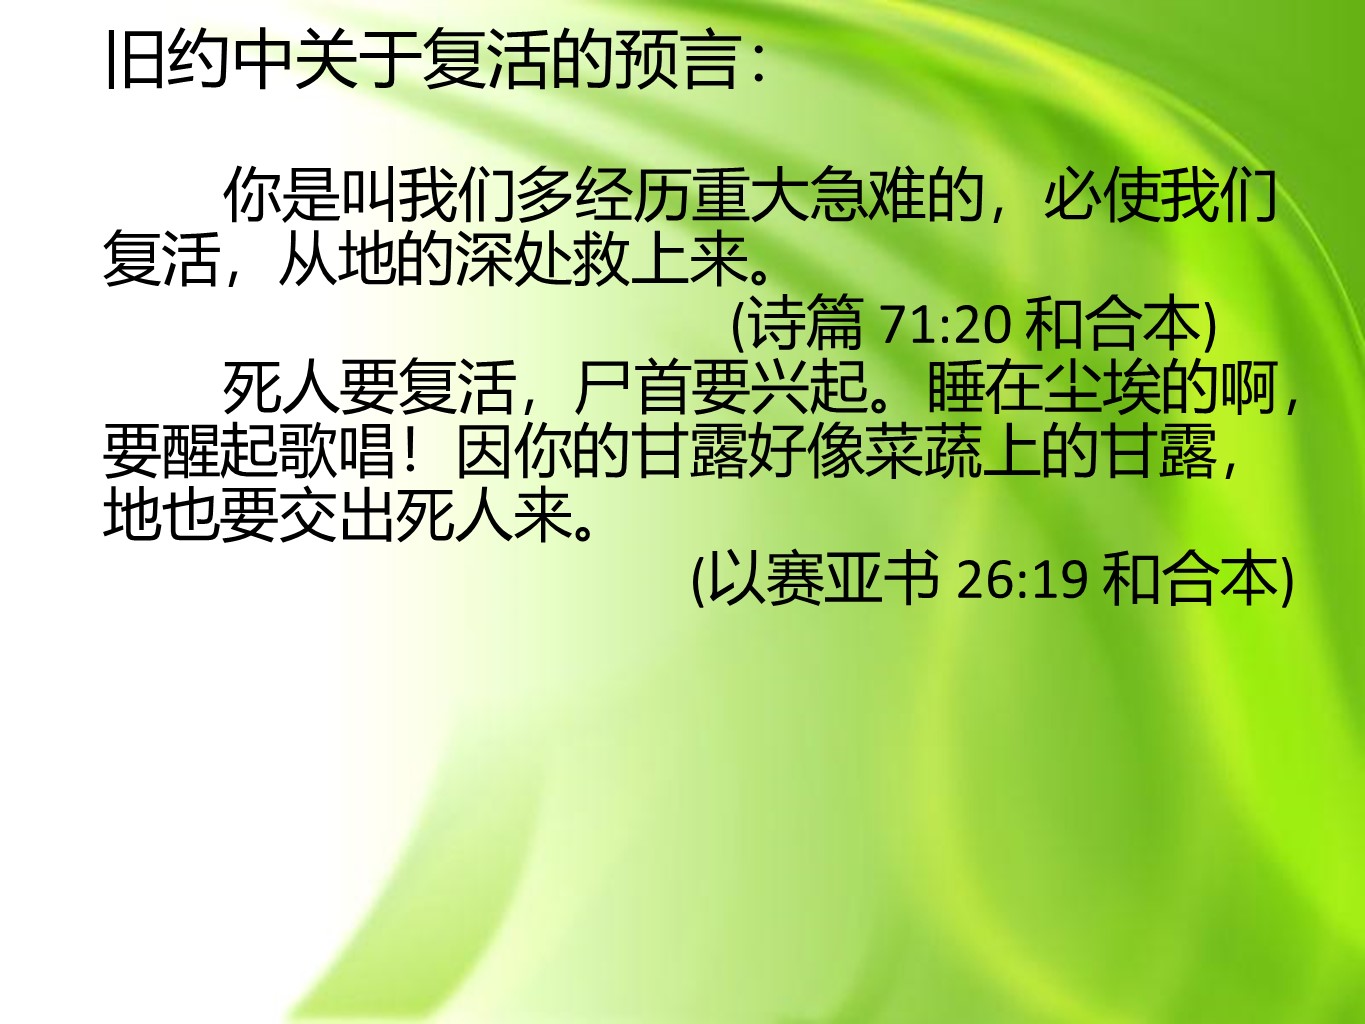 旧约中关于复活的预言：
你是叫我们多经历重大急难的，必使我们
复活，从地的深处救上来。
(诗篇 71:20 和合本)
死人要复活，尸首要兴起。睡在尘埃的啊，
要醒起歌唱！因你的甘露好像菜蔬上的甘露，
地也要交出死人来。
(以赛亚书 26:19 和合本)